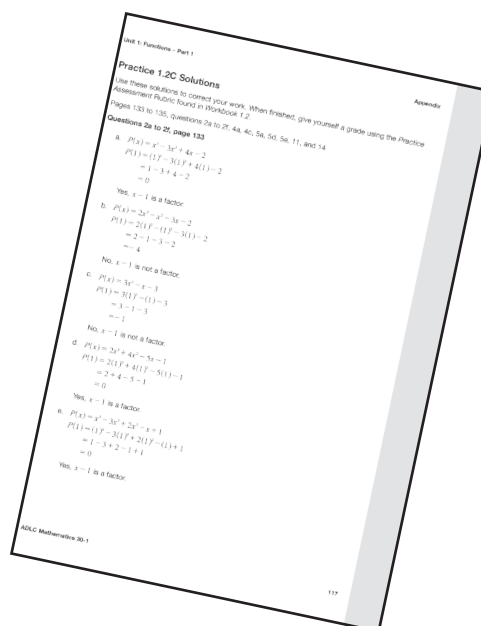 Unit 1: Functions – Part 1
Appendix
Practice 1.2C Solutions
Use these solutions to correct your work. When finished, give yourself a grade using the Practice
Assessment Rubric found in Workbook 1.2.
Pages 133 to 135, questions 2a to 2f, 4a, 4c, 5a, 5d, 5e, 11, and 14
Questions 2a to 2f, page 133
a. P(x) = x³ − 3x² + 4x − 2
P(1) = (1)³ − 3(1)² + 4(1) − 2
= 1 − 3 + 4 − 2
= 0
Yes, x − 1 is a factor.
b. P(x) = 2x³ − x² − 3x − 2
P(1) = 2(1)³ − (1)² − 3(1) − 2
= 2 − 1 − 3 − 2
= − 4
No, x − 1 is not a factor.
c. P(x) = 3x³ − x − 3
P(1) = 3(1)³ − (1) − 3
= 3 − 1 − 3
= − 1
No, x − 1 is not a factor.
d. P(x) = 2x³ + 4x² − 5x − 1
P(1) = 2(1)³ + 4(1)² − 5(1) − 1
= 2 + 4 − 5 − 1
= 0
Yes, x − 1 is a factor.
e. P(x) = x⁴ − 3x³ + 2x² − x + 1
P(1) = (1)⁴ − 3(1)³ + 2(1)² − (1) + 1
= 1 − 3 + 2 − 1 + 1
= 0
Yes, x − 1 is a factor.
ADLC Mathematics 30-1
117